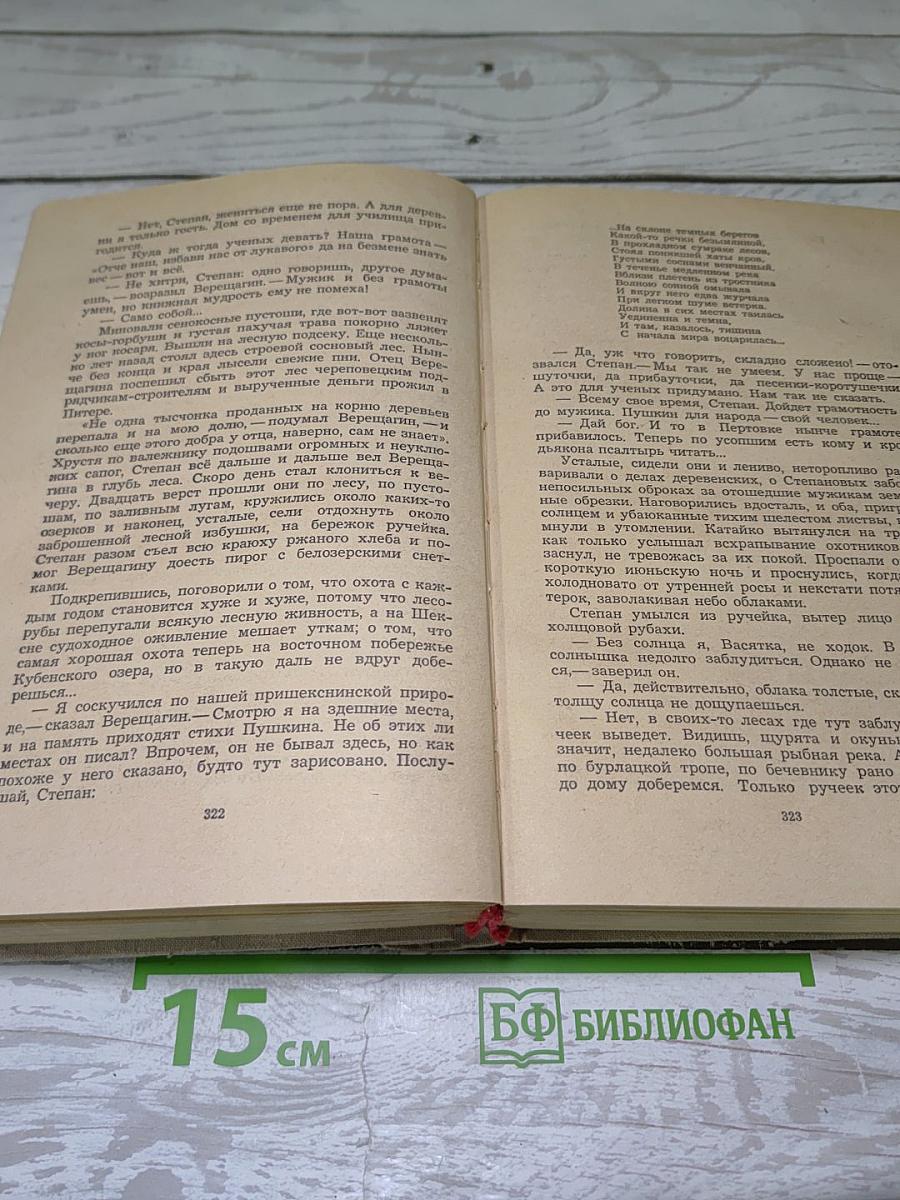 — Нет, Степан, жениться еще не пора. А для дерев-
ни я только гость. Дом со временем для училища при-
годится.
— Куда ж тогда ученых девать? Наша грамота —
«Отче наш, избави нас от лукавого» да на безмене знать
вес — вот и всё.
— Не хитри, Степан: одно говоришь, другое дума-
ешь, — возразил Верещагин. — Мужик и без грамоты
умен, но книжная мудрость ему не помеха!
— Само собой...
Миновали сенокосные пустоши, где вот-вот зазвенят
косы-горбуши и густая пахучая трава покорно ляжет
у ног косаря. Вышли на лесную подсеку. Еще несколь-
ко лет назад стоял здесь строевой сосновый лес. Нын-
че без конца и края лысели свежие пни. Отец Вере-
щагина поспешил сбыть этот лес череповецким под-
рядчикам-строителям и вырученные деньги прожил в
Питере.
«Не одна тысчонка проданных на корню деревьев
перепала и на мою долю, — подумал Верещагин, — и
сколько еще этого добра у отца, наверно, сам не знает».
Хрустя по валежнику подошвами огромных и неуклю-
жих сапог, Степан всё дальше и дальше вел Вереща-
гина в глубь леса. Скоро день стал клониться к ве-
черу. Двадцать верст прошли они по лесу, по пусто-
шам, по заливным лугам, кружились около каких-то
озерков и наконец, усталые, сели отдохнуть около
заброшенной лесной избушки, на бережок ручейка.
Степан разом съел всю краюху ржаного хлеба и по-
мог Верещагину доесть пирог с белозерскими снет-
ками.
Подкрепившись, поговорили о том, что охота с каж-
дым годом становится хуже и хуже, потому что лесо-
рубы перепугали всякую лесную живность, а на Шек-
сне судоходное оживление мешает уткам; о том, что
самая хорошая охота теперь на восточном побережье
Кубенского озера, но в такую даль не вдруг добе-
решься...
— Я соскучился по нашей пришекснинской приро-
де,— сказал Верещагин.— Смотрю я на здешние места,
и на память приходят стихи Пушкина. Не об этих ли
местах он писал? Впрочем, он не бывал здесь, но как
похоже у него сказано, будто тут зарисовано. Послу-
шай, Степан:
322
...На склоне темных берегов
Какой-то речки безымянной,
В прохладном сумраке лесов,
Стоял поникшей хаты кров,
Густыми соснами венчанный.
В теченье медленном река
Вблизи плетень из тростника
Волною сонной омывала
И вкруг него едва журчала
При легком шуме ветерка.
Долина в сих местах таилась
Уединенна и темна,
И там, казалось, тишина
С начала мира воцарилась...
— Да, уж что говорить, складно сложено! — ото-
звался Степан.— Мы так не умеем. У нас проще —
шуточки, да прибауточки, да песенки-коротушечки
А это для ученых придумано. Нам так не сказать.
— Всему свое время, Степан. Дойдет грамотность
до мужика. Пушкин для народа — свой человек...
— Дай бог. И то в Пертовке нынче грамоте
прибавилось. Теперь по усопшим есть кому и кро
дьякона псалтырь читать...
Усталые, сидели они и лениво, неторопливо раз
варивали о делах деревенских, о Степановых забо
непосильных оброках за отошедшие мужикам зем
ные обрезки. Наговорились вдосталь, и оба, пригр
солнцем и убаюканные тихим шелестом листвы,
мнули в утомлении. Катайко вытянулся на тр
как только услышал всхрапывание охотников
заснул, не тревожась за их покой. Проспали о
короткую июньскую ночь и проснулись, когд
холодновато от утренней росы и некстати потя
терок, заволакивая небо облаками.
Степан умылся из ручейка, вытер лицо
холщовой рубахи.
— Без солнца я, Васятка, не ходок. В
солнышка недолго заблудиться. Однако не
ся,— заверил он.
— Да, действительно, облака толстые, ск
толщу солнца не дощупаешься.
— Нет, в своих-то лесах где тут заблу
чеек выведет. Видишь, щурята и окунь
значит, недалеко большая рыбная река. А
по бурлацкой тропе, по бечевнику рано
до дому доберемся. Только ручеек этот
323
15 см
БФ БИБЛИОФАН